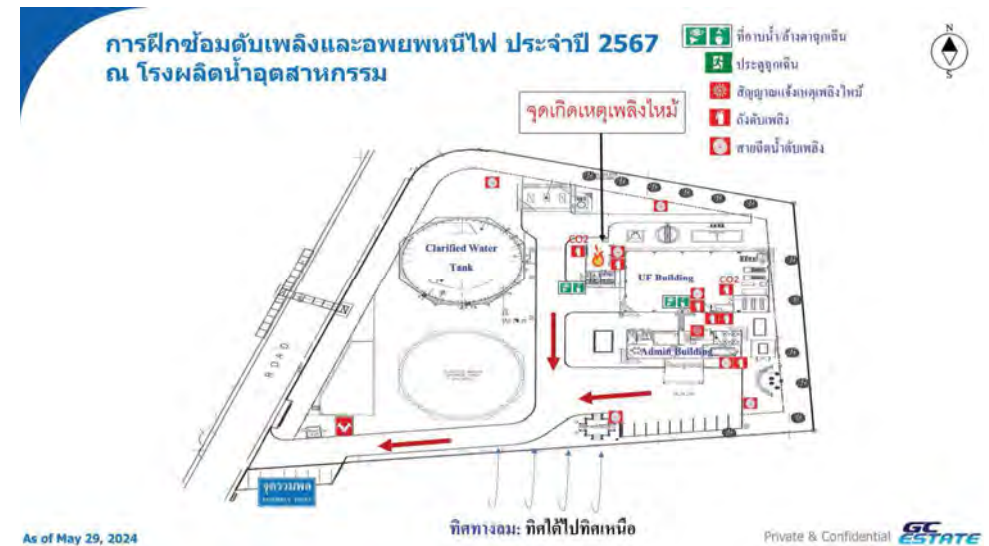 การฝึกซ้อมดับเพลิงและอพยพหนีไฟ ประจำปี 2567
ณ โรงผลิตน้ำอุตสาหกรรม
ที่อาบน้ำ/ล้างตาฉุกเฉิน
ประตูฉุกเฉิน
สัญญาณแจ้งเหตุเพลิงไหม้
ถังดับเพลิง
สายฉีดน้ำดับเพลิง
N
S
จุดเกิดเหตุเพลิงไหม้
CO2
Clarified Water
Tank
UF Building
CO2
Admin Building
ROAD
จุดรวมพล
ทิศทางลม: ทิศใต้ไปทิศเหนือ
As of May 29, 2024
Private & Confidential
GC
ESTATE